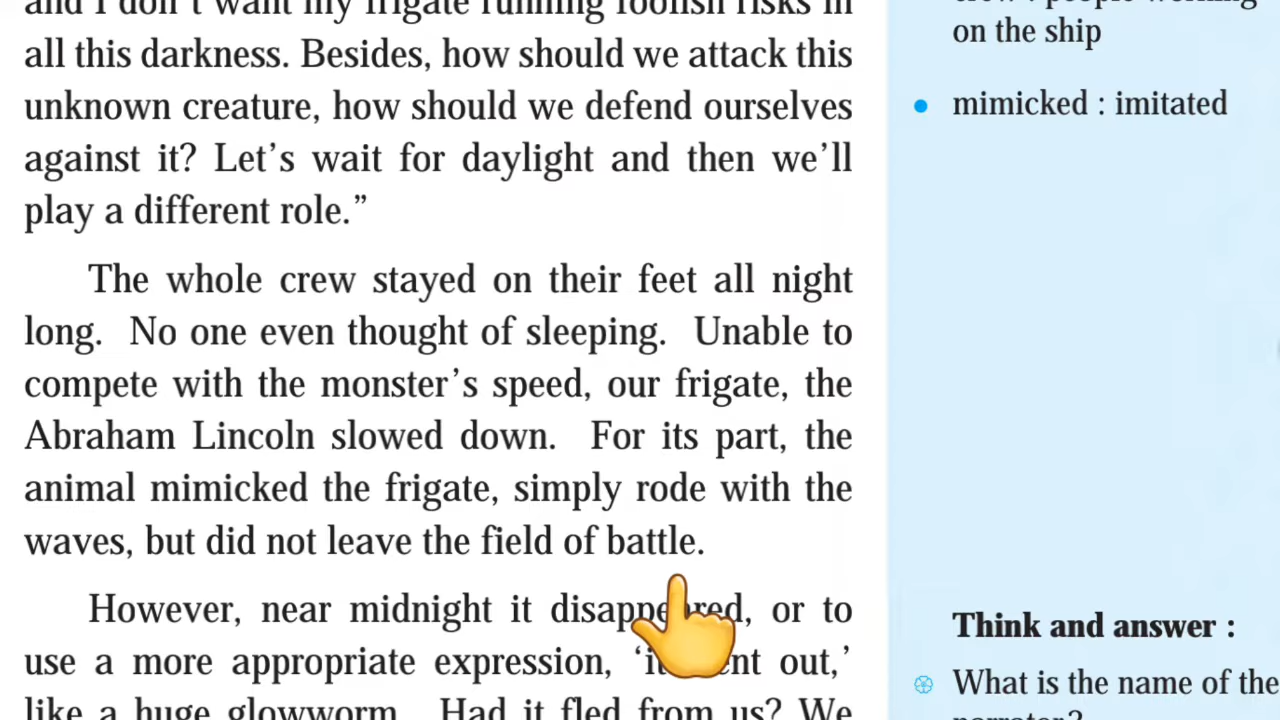 and I don't want my frigate running foolish risks in
all this darkness. Besides, how should we attack this
unknown creature, how should we defend ourselves
against it? Let's wait for daylight and then we'll
play a different role.”
The whole crew stayed on their feet all night
long. No one even thought of sleeping. Unable to
compete with the monster's speed, our frigate, the
Abraham Lincoln slowed down. For its part, the
animal mimicked the frigate, simply rode with the
waves, but did not leave the field of battle.
However, near midnight it disappeared, or to
use a more appropriate expression, ‘it went out,’
like a huge glowworm. Had it fled from us? We
crew : people working
on the ship
• mimicked : imitated
Think and answer :
What is the name of the
narrator?